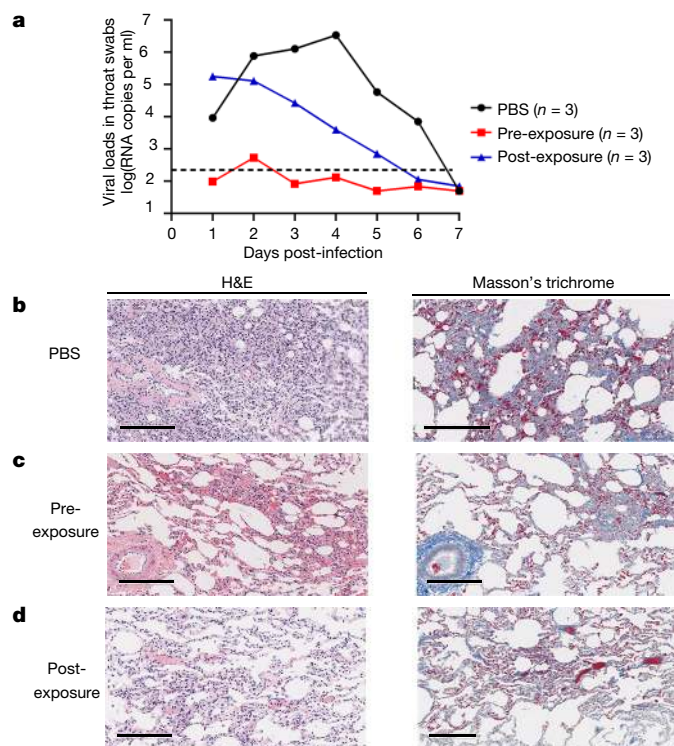 a
Viral loads in throat swabs
log(RNA copies per ml)
7
6
5
4
3
2
1
0 1 2 3 4 5 6 7
Days post-infection
PBS (n = 3)
Pre-exposure (n = 3)
Post-exposure (n = 3)
H&E
Masson’s trichrome
b
PBS
c
Pre-
exposure
d
Post-
exposure